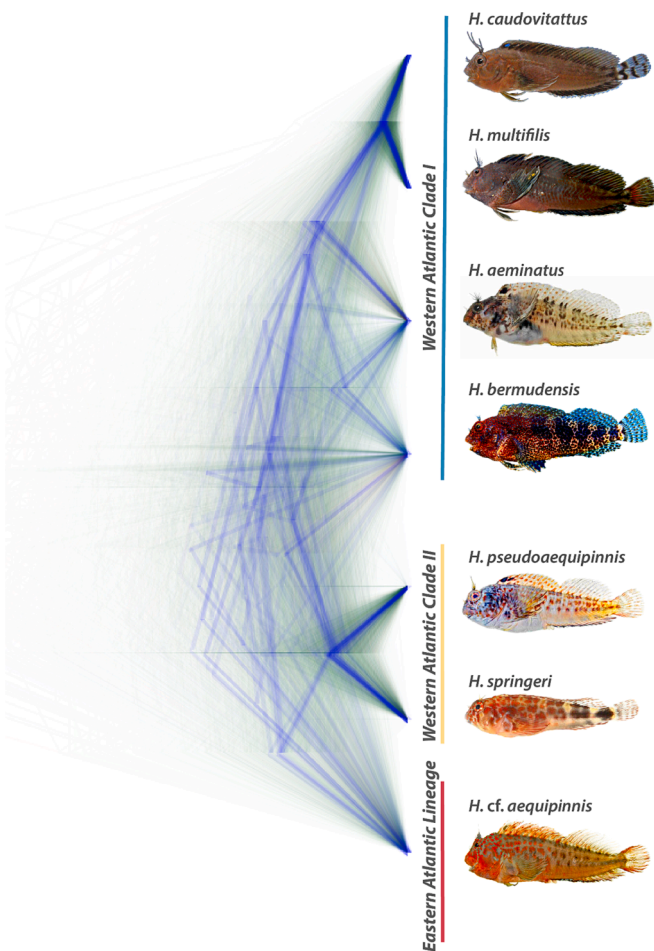 H. caudovitattus
H. multifilis
Western Atlantic Clade I
H. aeminatus
H. bermudensis
H. pseudoaequipinnis
Western Atlantic Clade II
H. springeri
Eastern Atlantic Lineage
H. cf. aequipinnis